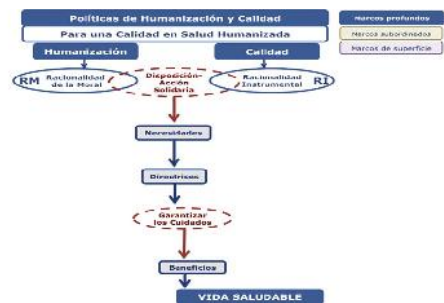 Políticas de Humanización y Calidad
Para una Calidad en Salud Humanizada
Humanización
Calidad
RM
Racionalidad
de la Moral
Disposición-
Acción
Solidaria
Racionalidad
Instrumental
RI
Necesidades
Directrices
Garantizar
los Cuidados
Beneficios
VIDA SALUDABLE
Marcos profundos
Marcos subordinados
Marcos de superficie